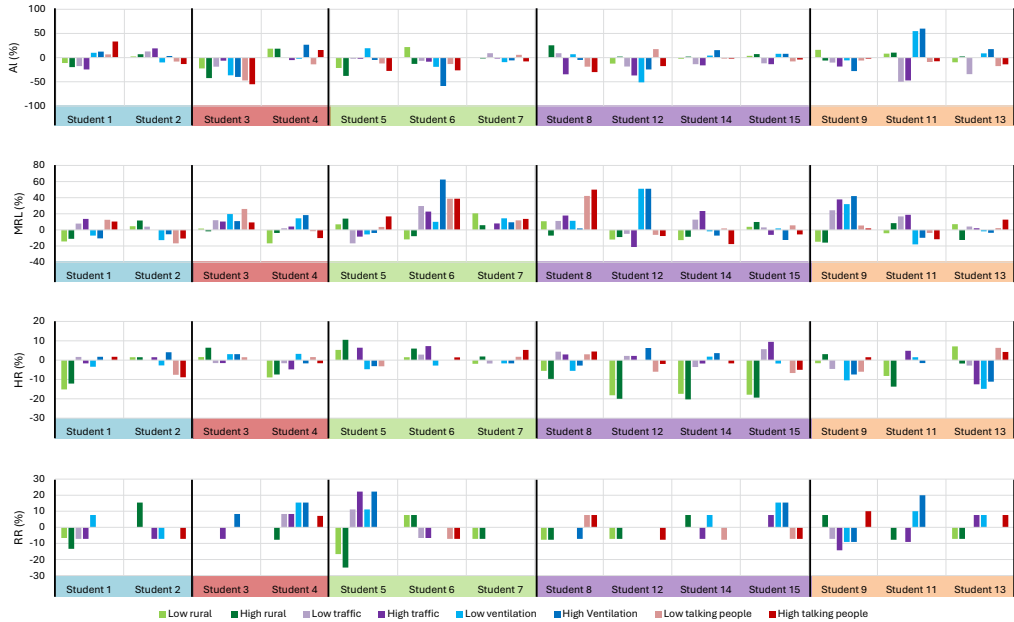 AI (%)
100
50
0
-50
-100
Student 1 Student 2 Student 3 Student 4 Student 5 Student 6 Student 7 Student 8 Student 12 Student 14 Student 15 Student 9 Student 11 Student 13
MRL (%)
80
60
40
20
0
-20
-40
Student 1 Student 2 Student 3 Student 4 Student 5 Student 6 Student 7 Student 8 Student 12 Student 14 Student 15 Student 9 Student 11 Student 13
HR (%)
20
10
0
-10
-20
-30
Student 1 Student 2 Student 3 Student 4 Student 5 Student 6 Student 7 Student 8 Student 12 Student 14 Student 15 Student 9 Student 11 Student 13
RR (%)
30
20
10
0
-10
-20
-30
Student 1 Student 2 Student 3 Student 4 Student 5 Student 6 Student 7 Student 8 Student 12 Student 14 Student 15 Student 9 Student 11 Student 13
Low rural High rural Low traffic High traffic Low ventilation High Ventilation Low talking people High talking people